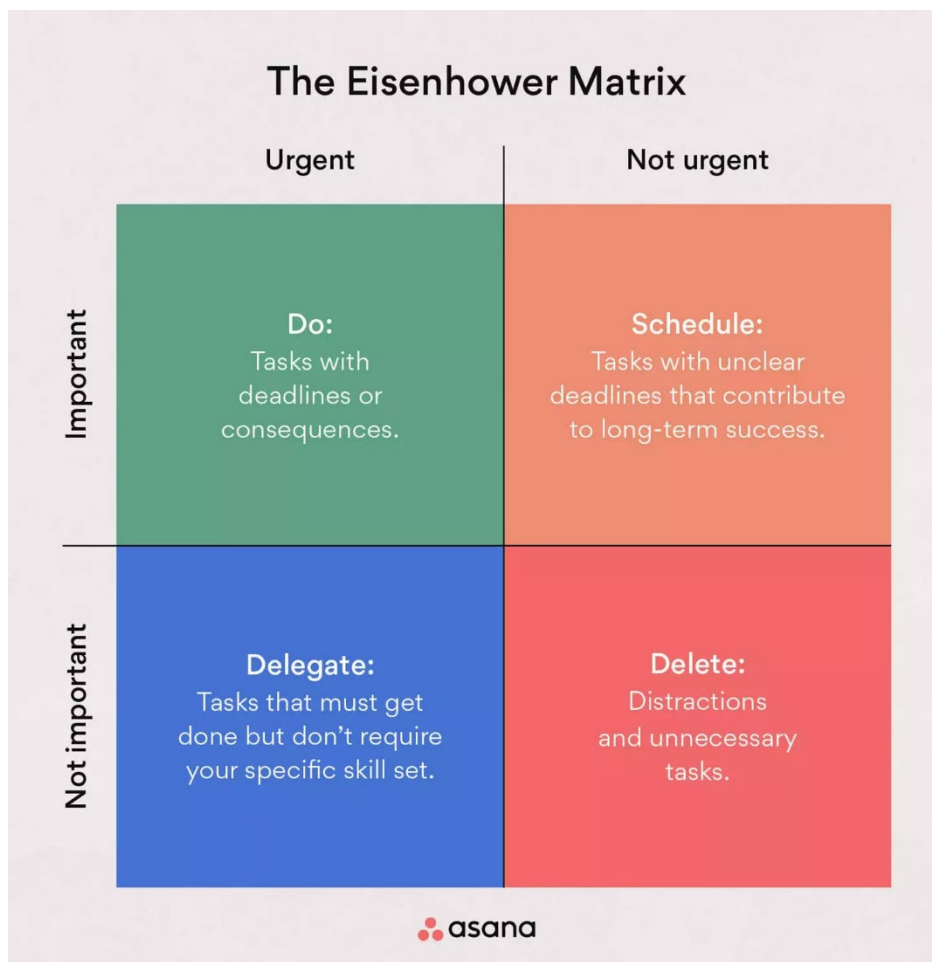 The Eisenhower Matrix
Urgent
Not urgent
Important
Do:
Tasks with
deadlines or
consequences.
Schedule:
Tasks with unclear
deadlines that contribute
to long-term success.
Not important
Delegate:
Tasks that must get
done but don’t require
your specific skill set.
Delete:
Distractions
and unnecessary
tasks.
asana